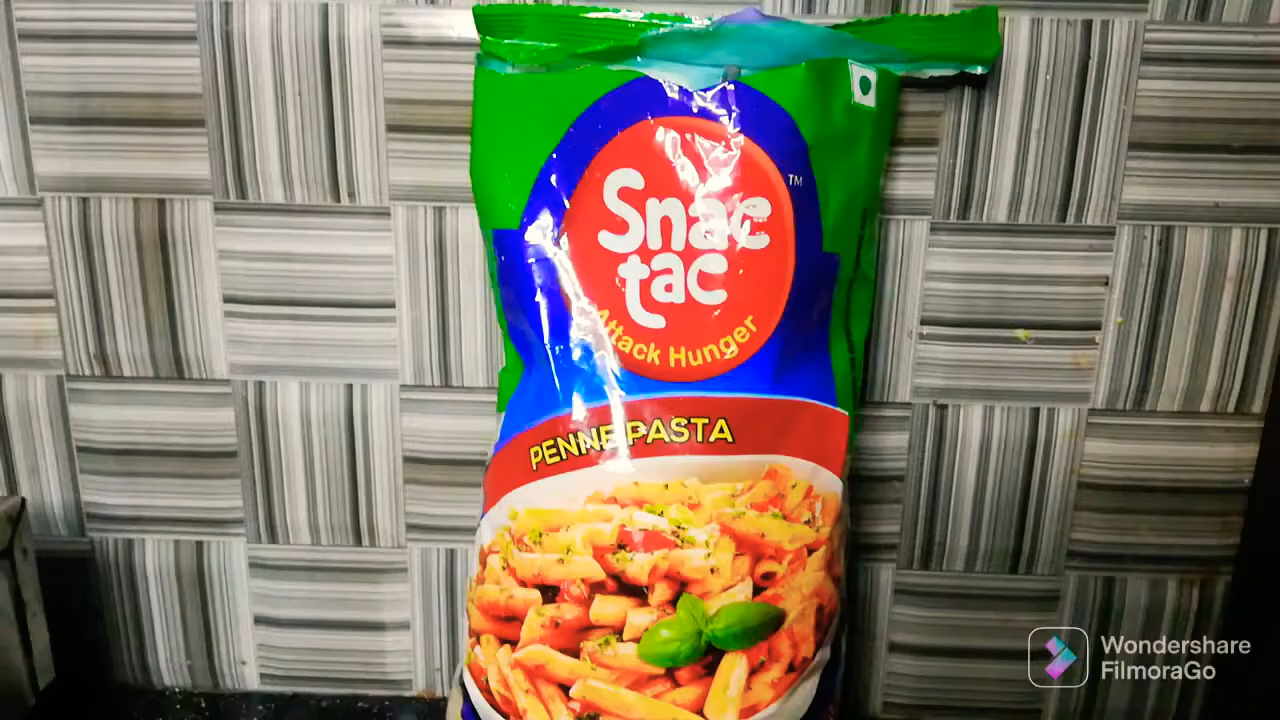 Snac
tac
TM
Attack Hunger
PENNE PASTA
Wondershare
FilmoraGo